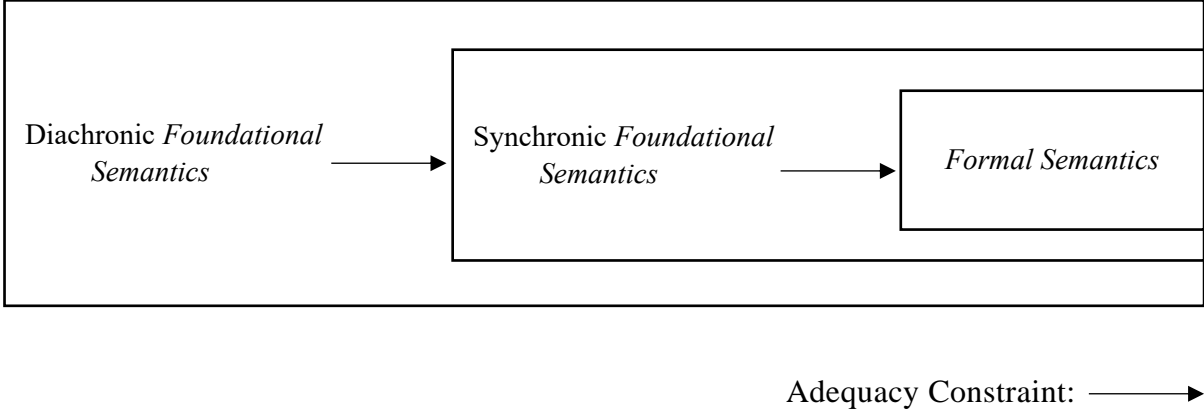 Diachronic Foundational
Semantics
Synchronic Foundational
Semantics
Formal Semantics
Adequacy Constraint: